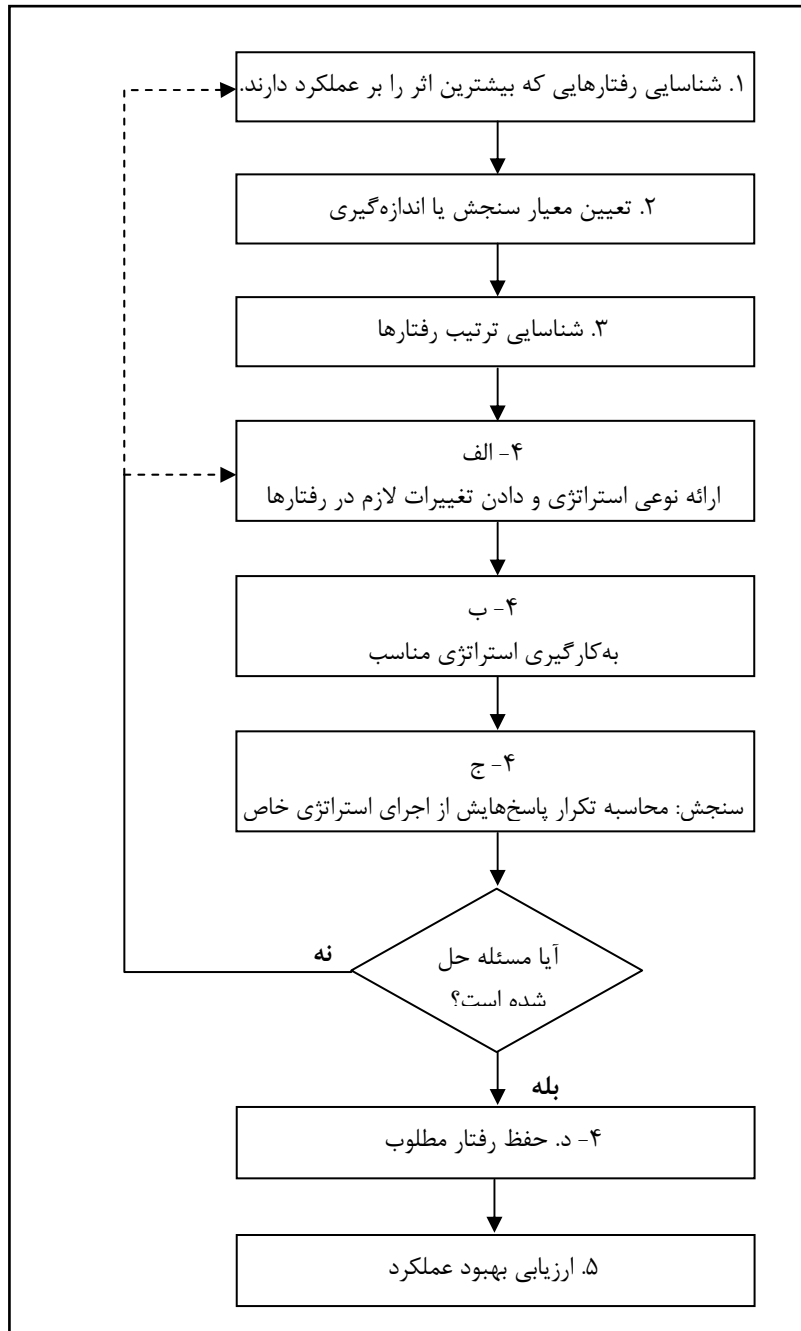 ۱. شناسایی رفتارهایی که بیشترین اثر را بر عملکرد دارند.
۲. تعیین معیار سنجش یا اندازه‌گیری
۳. شناسایی ترتیب رفتارها
۴- الف
ارائه نوعی استراتژی و دادن تغییرات لازم در رفتارها
۴- ب
به‌کارگیری استراتژی مناسب
۴- ج
سنجش: محاسبه تکرار پاسخ‌هایش از اجرای استراتژی خاص
آیا مسئله حل
شده است؟
نه
بله
۴- د. حفظ رفتار مطلوب
۵. ارزیابی بهبود عملکرد